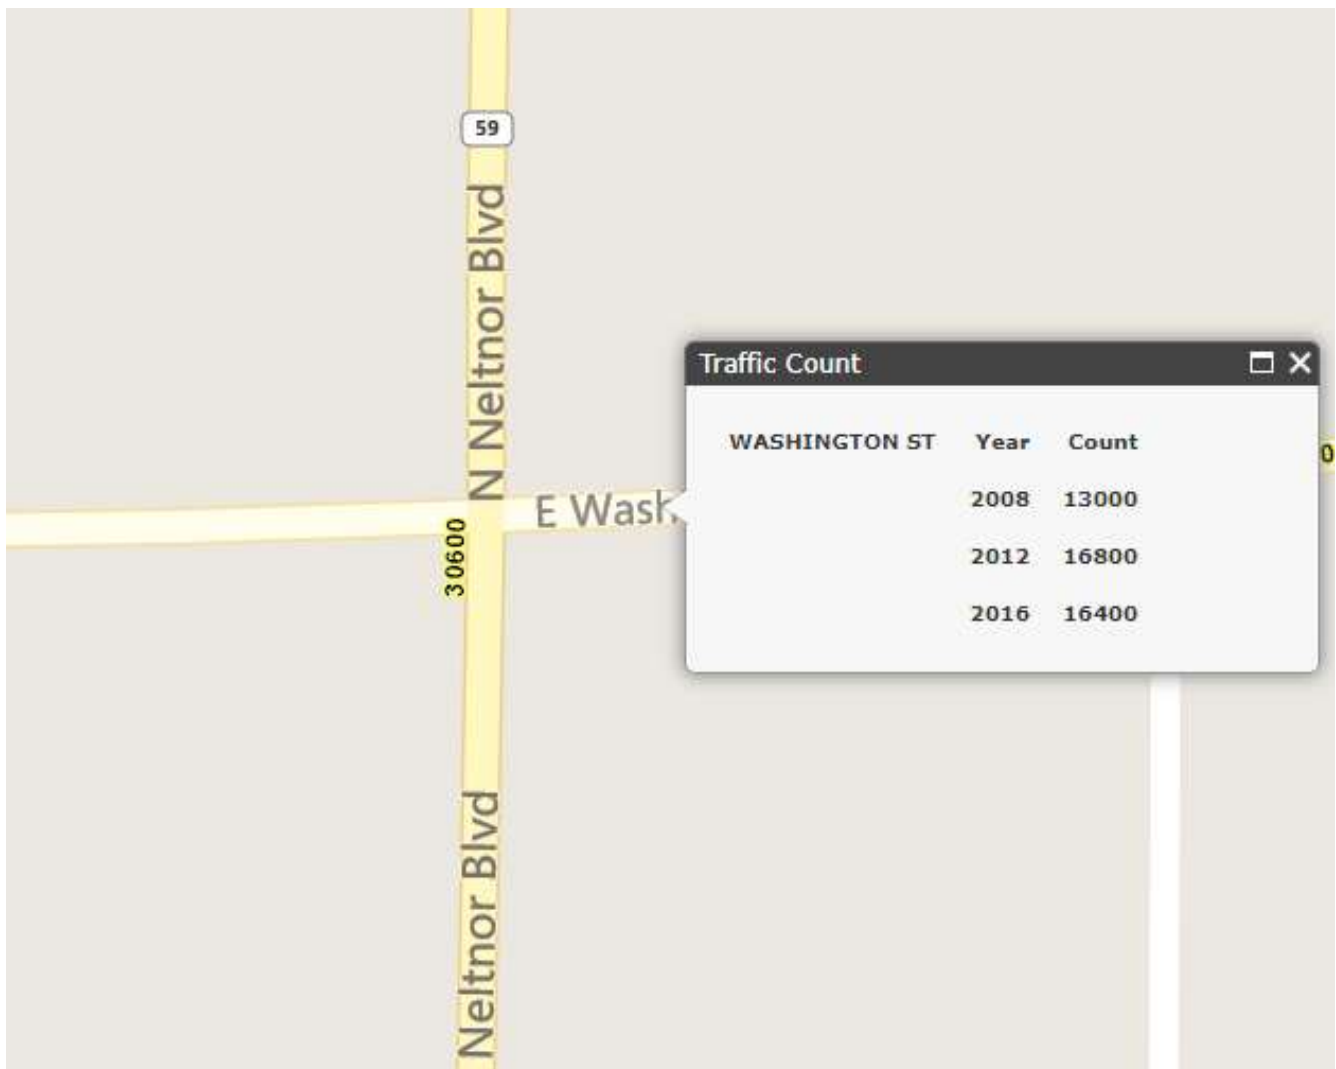 59
N Neltnor Blvd
Traffic Count
WASHINGTON ST Year Count
2008 13000
2012 16800
2016 16400
0
E Wash
30600
Neltnor Blvd